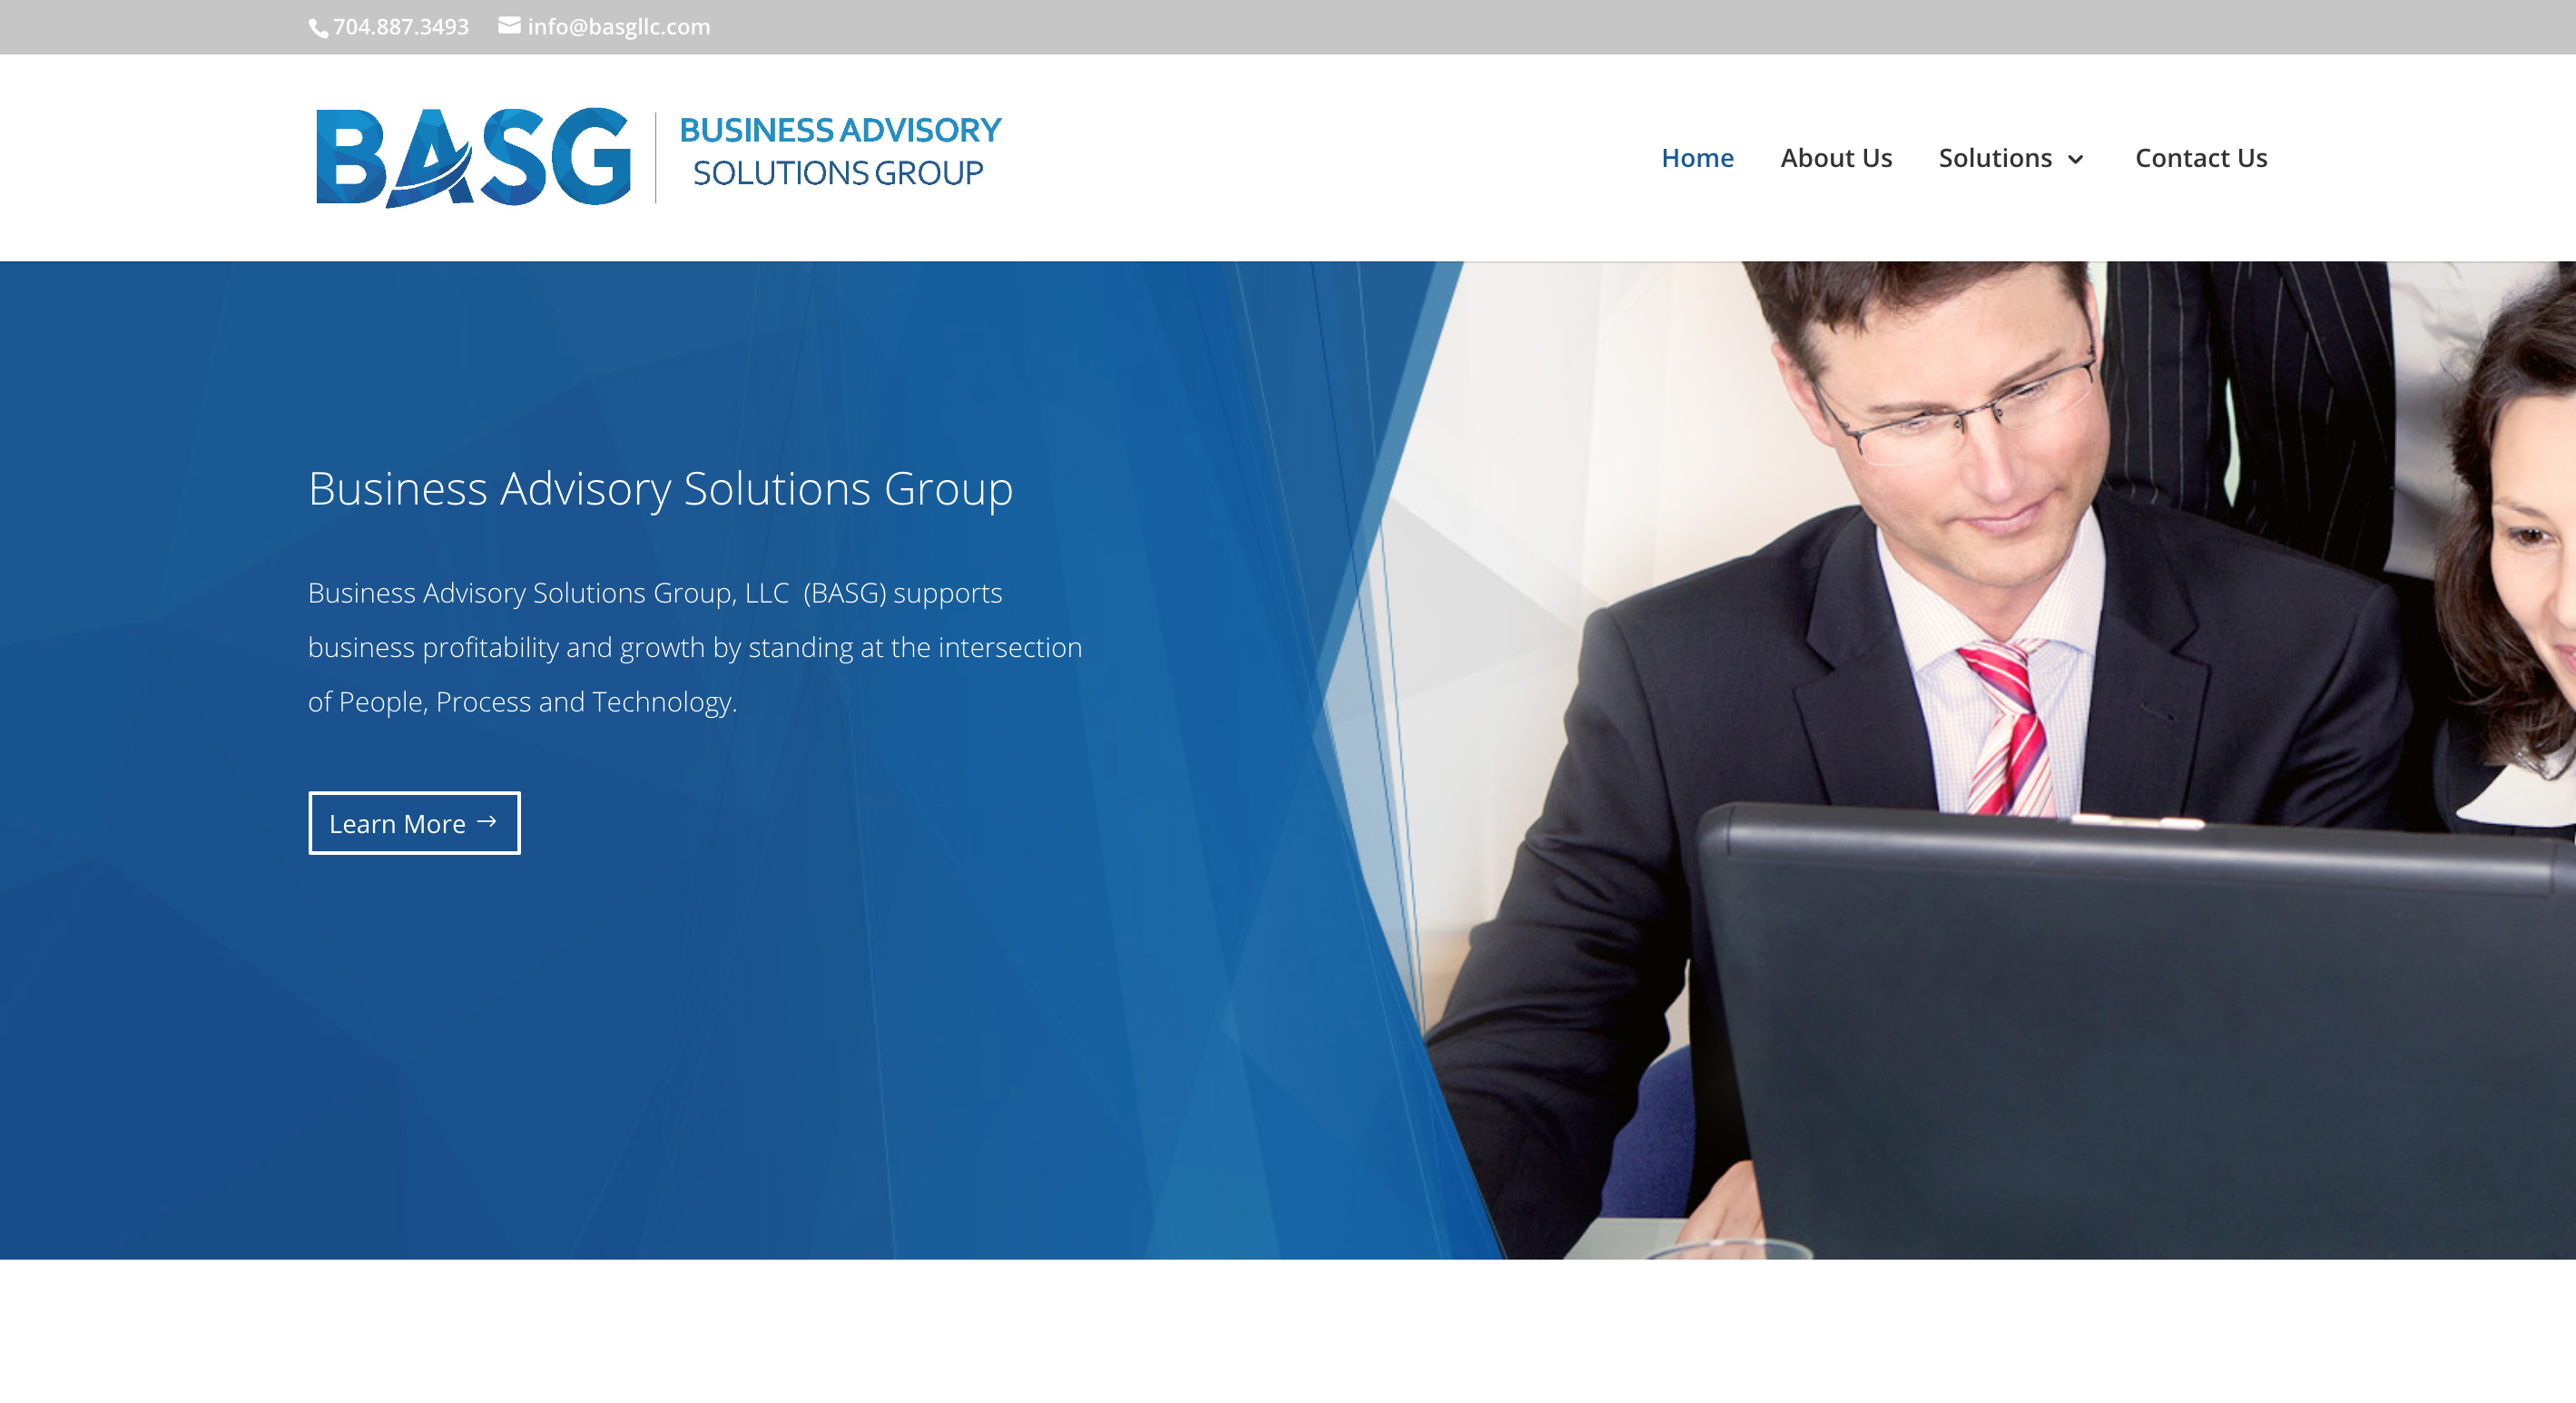 704.887.3493 info@basgllc.com
BASG BUSINESS ADVISORY
SOLUTIONS GROUP
Home About Us Solutions Contact Us
Business Advisory Solutions Group
Business Advisory Solutions Group, LLC  (BASG) supports
business profitability and growth by standing at the intersection
of People, Process and Technology.
Learn More →